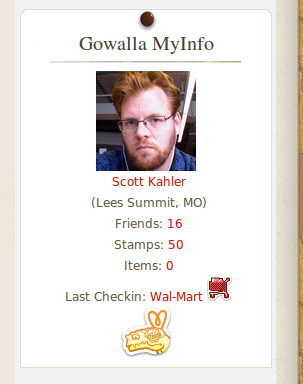 Gowalla MyInfo
Scott Kahler
(Lees Summit, MO)
Friends: 16
Stamps: 50
Items: 0
Last Checkin: Wal-Mart